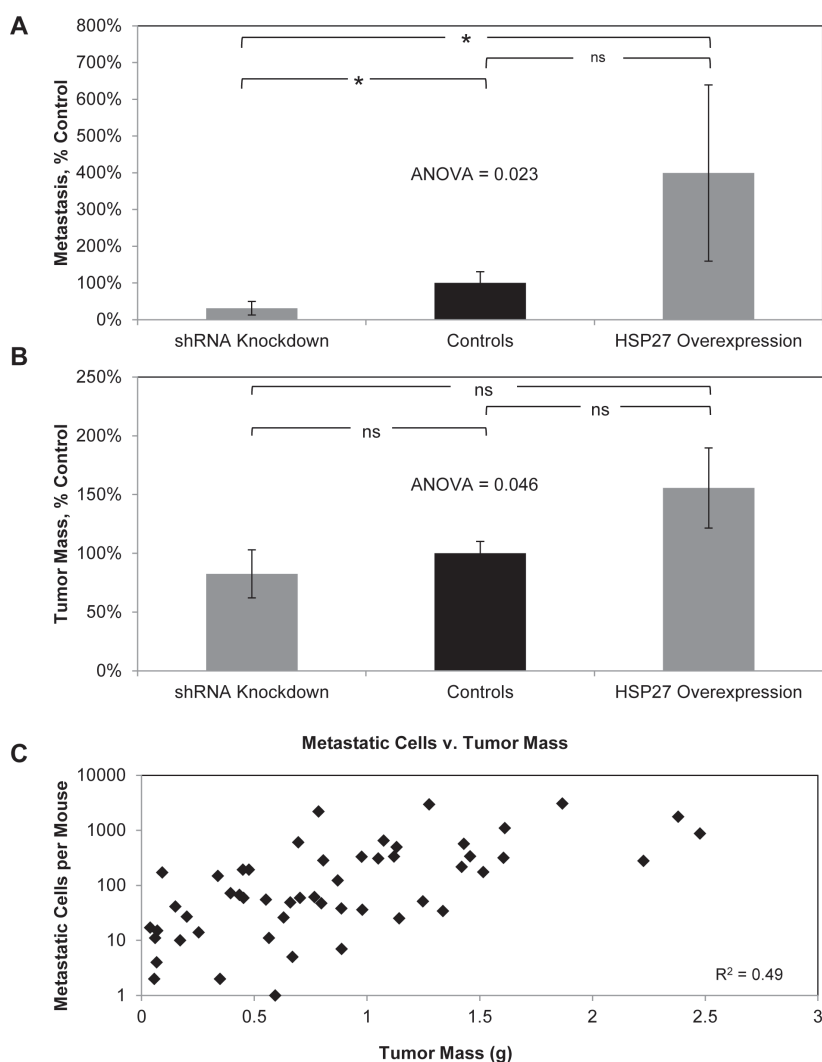 A
800%
700%
600%
500%
400%
300%
200%
100%
0%
Metastasis, % Control
*
ns
*
ANOVA = 0.023
shRNA Knockdown
Controls
HSP27 Overexpression
B
250%
200%
150%
100%
50%
0%
Tumor Mass, % Control
ns
ns
ns
ANOVA = 0.046
shRNA Knockdown
Controls
HSP27 Overexpression
C
Metastatic Cells v. Tumor Mass
10000
1000
100
10
1
Metastatic Cells per Mouse
R² = 0.49
0
0.5
1
1.5
2
2.5
3
Tumor Mass (g)